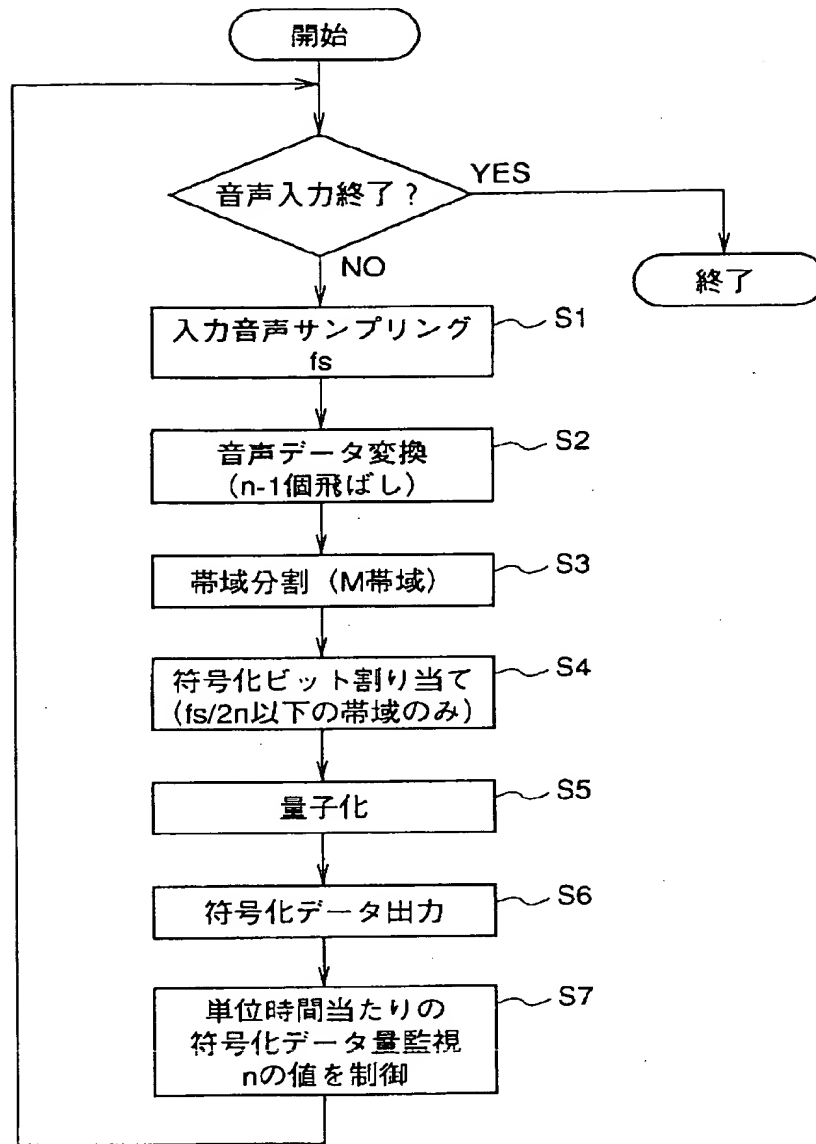 開始
音声入力終了?
YES
NO
終了
入力音声サンプリング
fs
S1
音声データ変換
(n-1個飛ばし)
S2
帯域分割(M帯域)
S3
符号化ビット割り当て
(fs/2n以下の帯域のみ)
S4
量子化
S5
符号化データ出力
S6
単位時間当たりの
符号化データ量監視
nの値を制御
S7